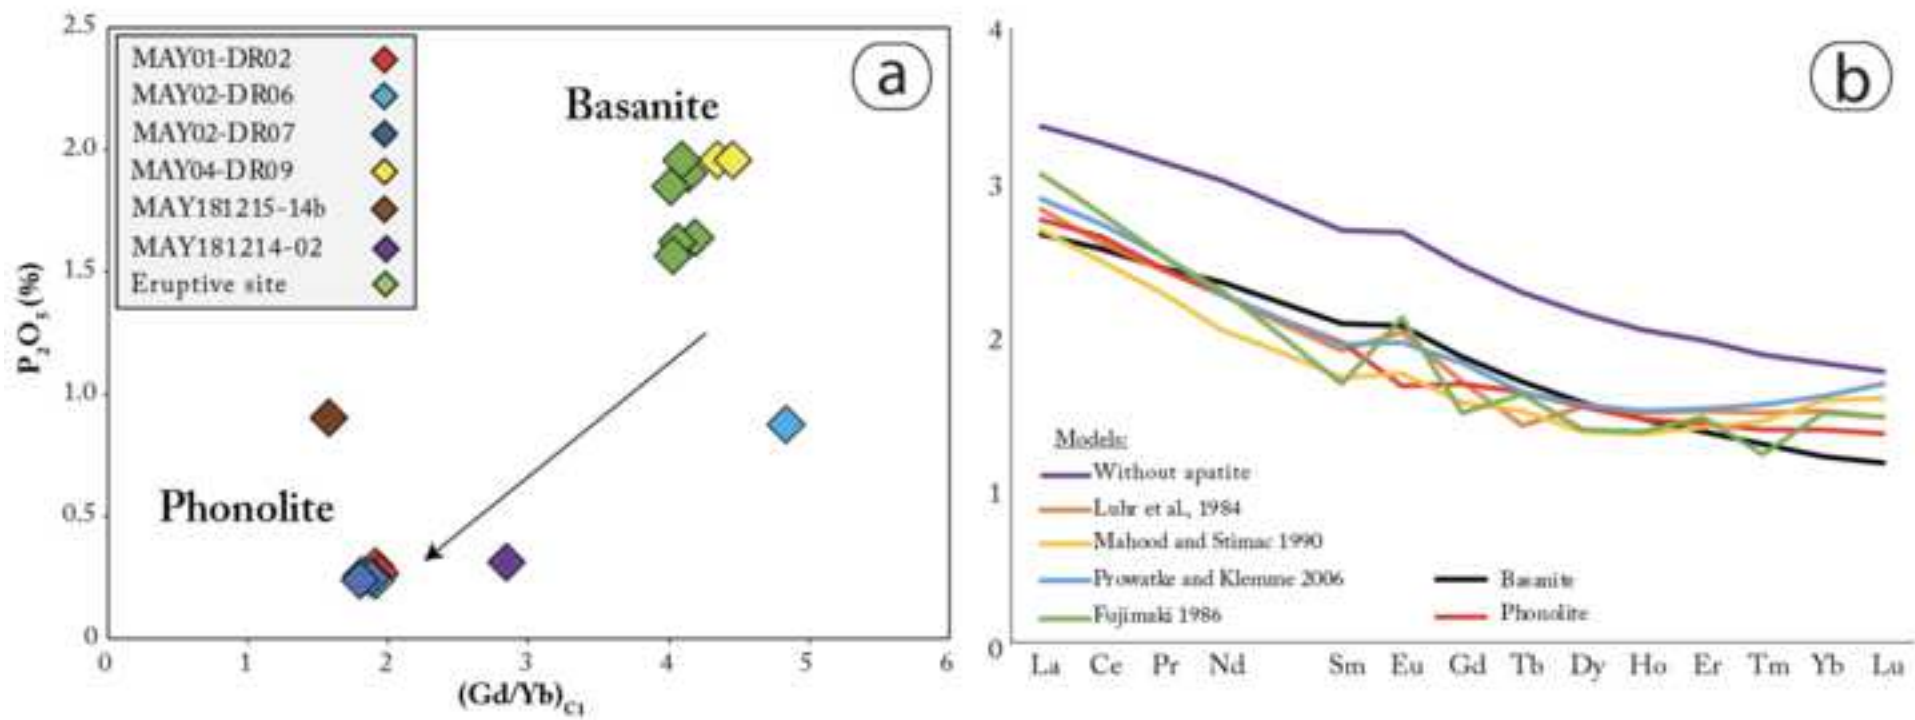 a
2.5
2.0
1.5
1.0
0.5
0
P2O5 (%)
MAY01-DR02
MAY02-DR06
MAY02-DR07
MAY04-DR09
MAY181215-14b
MAY181214-02
Eruptive site
Basanite
Phonolite
0 1 2 3 4 5 6
(Gd/Yb)C1
b
4
3
2
1
0
Models:
Without apatite
Luhr et al., 1984
Mahood and Stimac 1990
Prowatke and Klemme 2006
Fujimaki 1986
Basanite
Phonolite
La Ce Pr Nd Sm Eu Gd Tb Dy Ho Er Tm Yb Lu